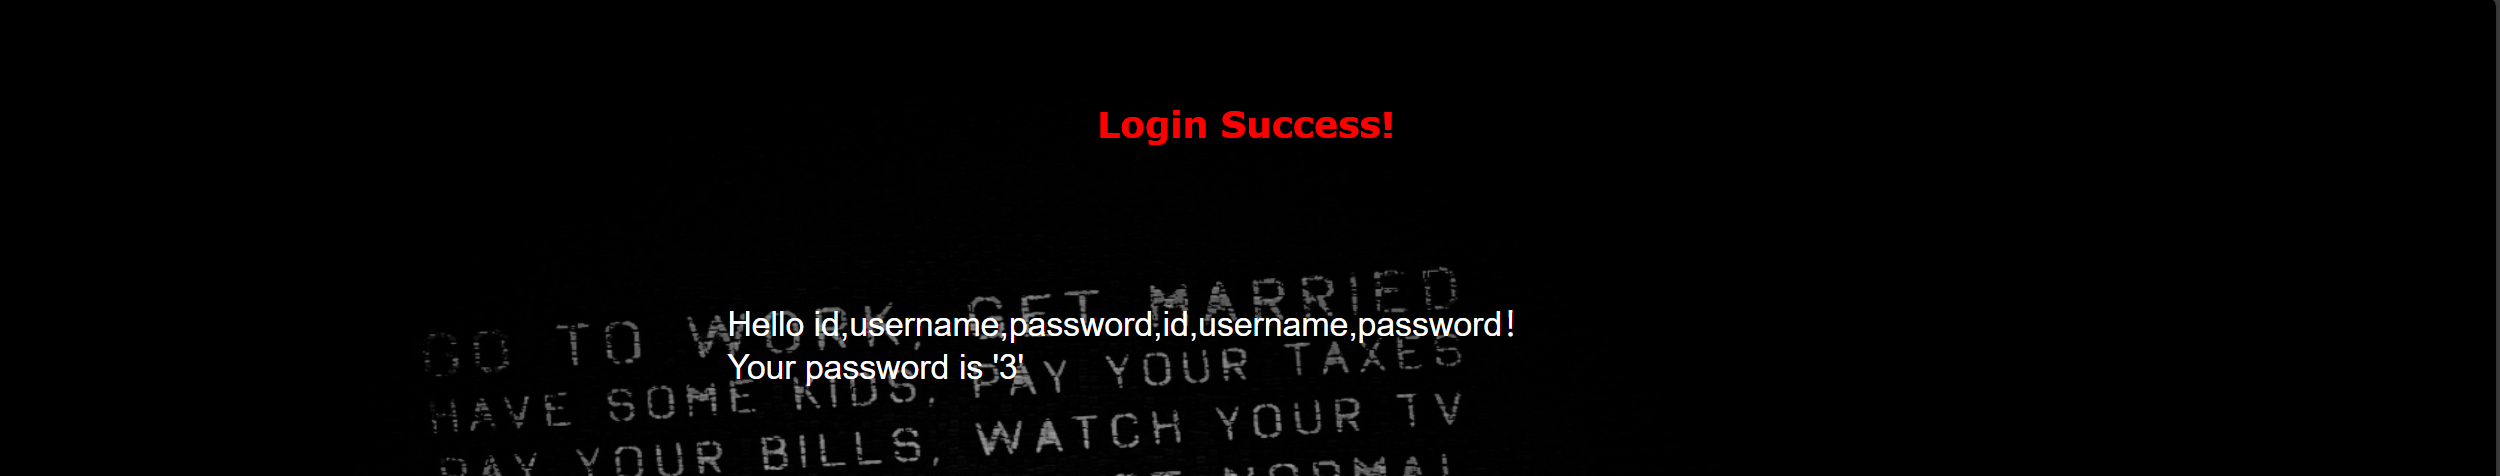 Login Success!
GO TO WORK, GET MARRIED
Hello id,username,password,id,username,password!
HAVE SOME KIDS, PAY YOUR TAXES
Your password is '3'
PAY YOUR BILLS, WATCH YOUR TV
NORMAL